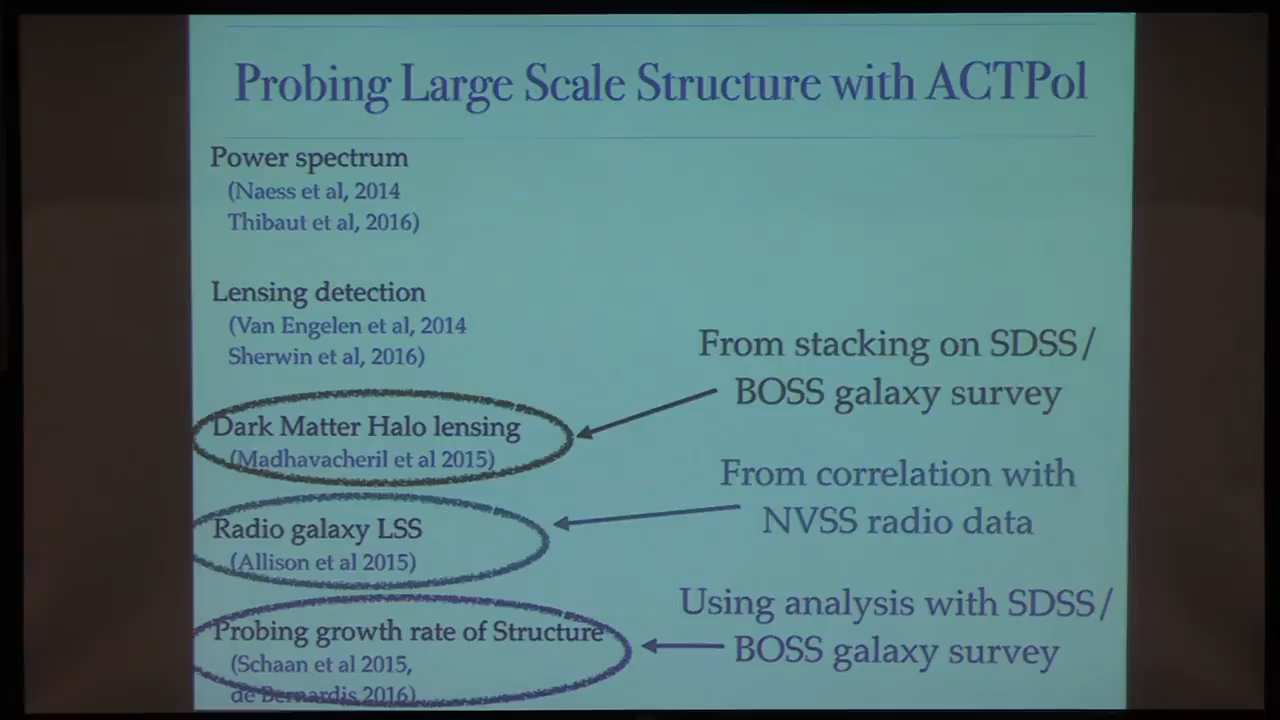 Probing Large Scale Structure with ACTPol
Power spectrum
(Naess et al, 2014
Thibaut et al, 2016)
Lensing detection
(Van Engelen et al, 2014
Sherwin et al, 2016)
From stacking on SDSS/
BOSS galaxy survey
Dark Matter Halo lensing
(Madhavacheril et al 2015)
From correlation with
NVSS radio data
Radio galaxy LSS
(Allison et al 2015)
Using analysis with SDSS/
BOSS galaxy survey
Probing growth rate of Structure
(Schaan et al 2015,
de Bernardis 2016)